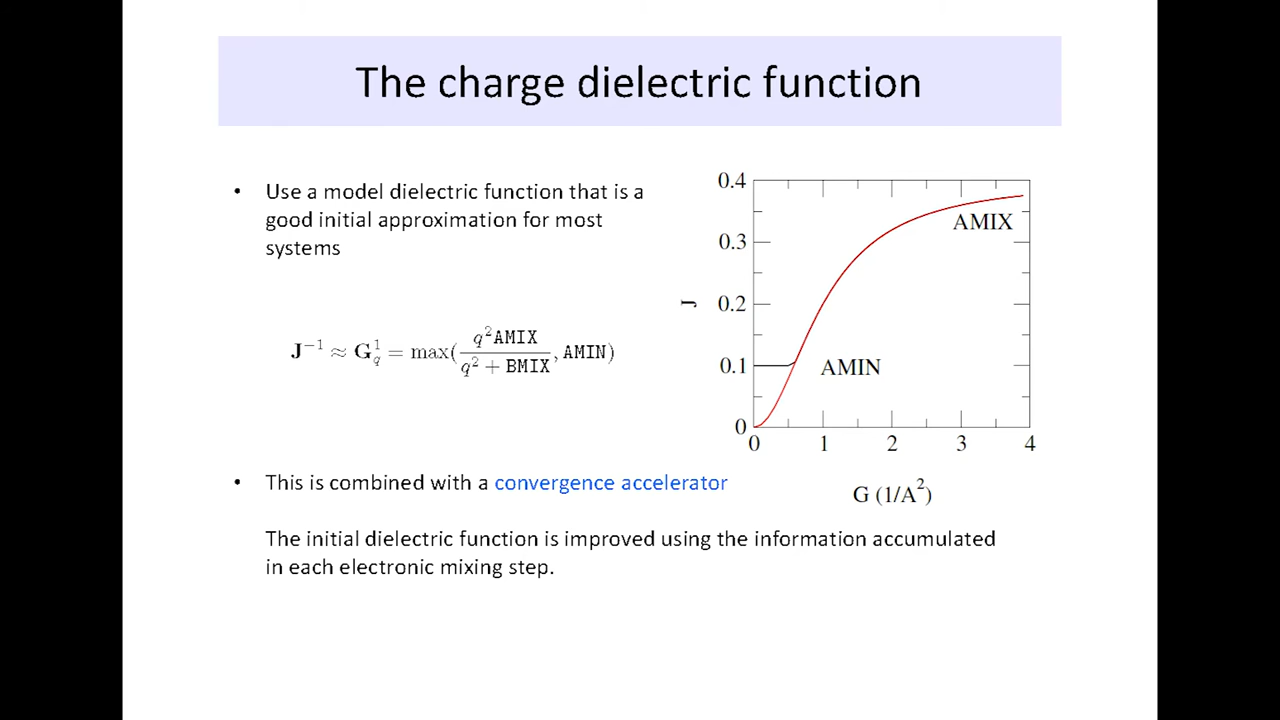 The charge dielectric function
• Use a model dielectric function that is a
good initial approximation for most
systems
J⁻¹ ≈ G¹_q = max( q²AMIX / q² + BMIX , AMIN)
0.4
0.3
0.2
0.1
0
J
AMIX
AMIN
0 1 2 3 4
G (1/A²)
• This is combined with a convergence accelerator
The initial dielectric function is improved using the information accumulated
in each electronic mixing step.